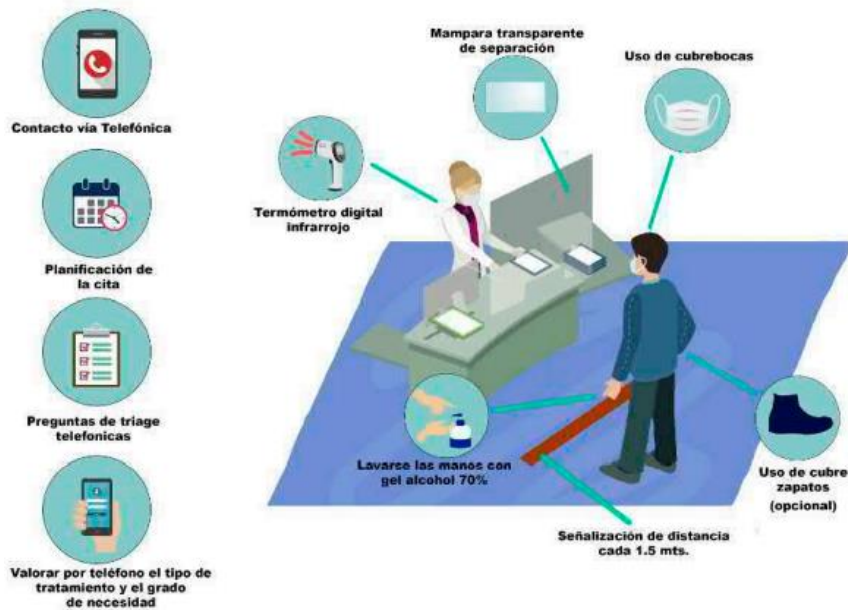 Contacto vía Telefónica
Planificación de
la cita
Preguntas de triage
telefonicas
Valorar por teléfono el tipo de
tratamiento y el grado
de necesidad
Mampara transparente
de separación
Uso de cubrebocas
Termómetro digital
infrarrojo
Lavarse las manos con
gel alcohol 70%
Uso de cubre
zapatos
(opcional)
Señalización de distancia
cada 1.5 mts.